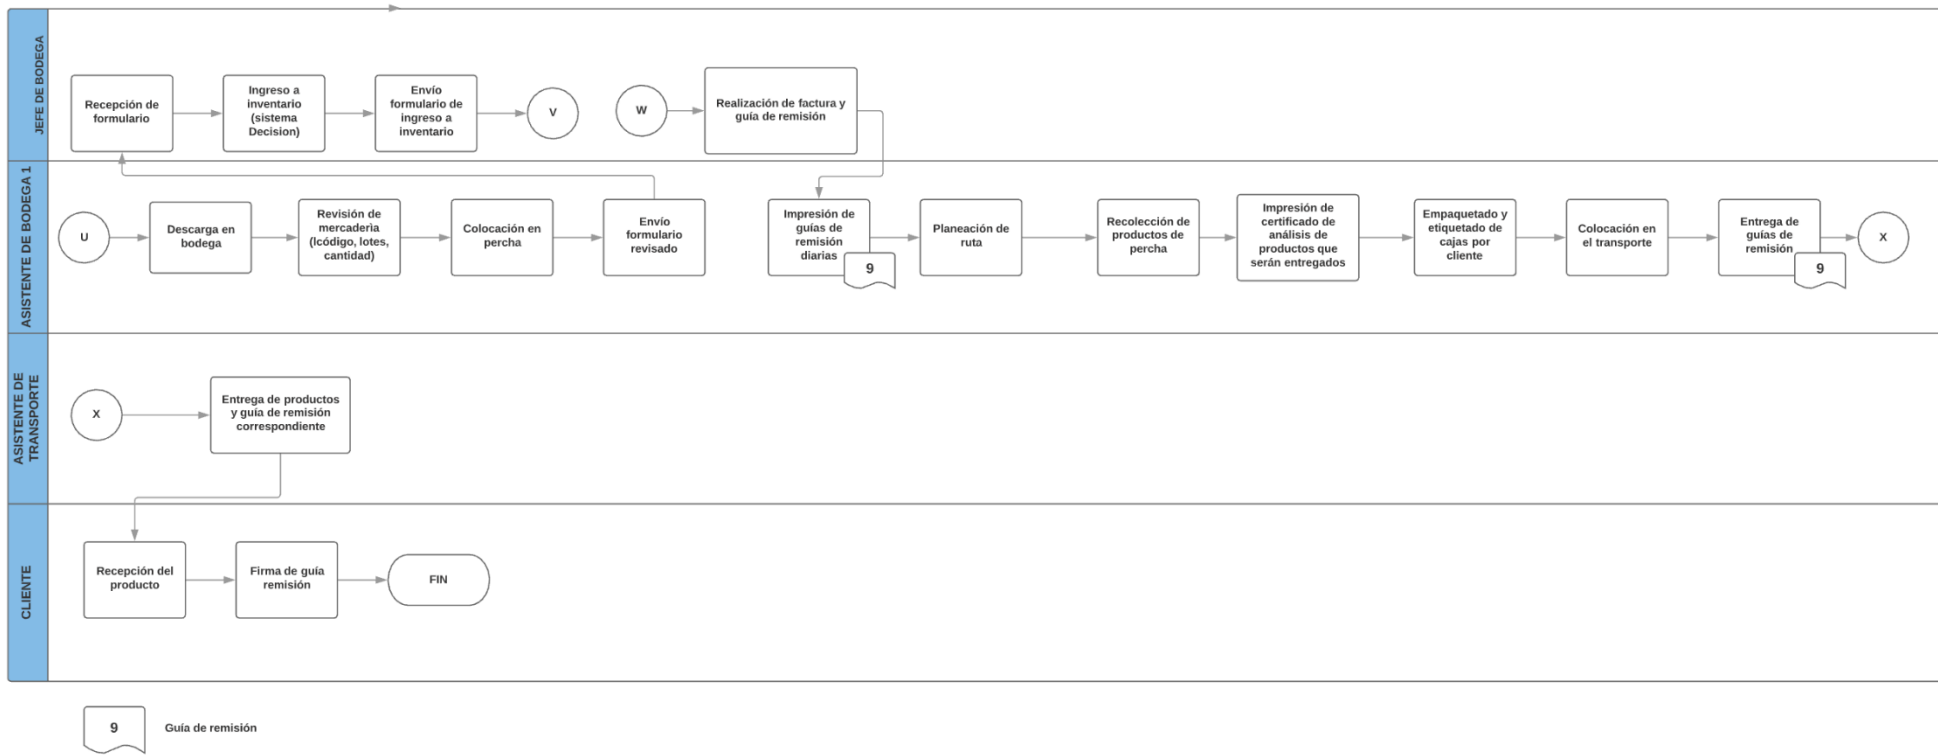 JEFE DE BODEGA
Recepción de
formulario
Ingreso a
inventario
(sistema
Decision)
Envío
formulario de
ingreso a
inventario
V
W
Realización de factura y
guía de remisión
ASISTENTE DE BODEGA 1
U
Descarga en
bodega
Revisión de
mercadería
(lcódigo, lotes,
cantidad)
Colocación en
percha
Envío
formulario
revisado
Impresión de
guías de
remisión
diarias
9
Planeación de
ruta
Recolección de
productos de
percha
Impresión de
certificado de
análisis de
productos que
serán entregados
Empaquetado y
etiquetado de
cajas por
cliente
Colocación en
el transporte
Entrega de
guías de
remisión
9
X
ASISTENTE DE
TRANSPORTE
X
Entrega de productos
y guía de remisión
correspondiente
CLIENTE
Recepción del
producto
Firma de guía
remisión
FIN
9
Guía de remisión